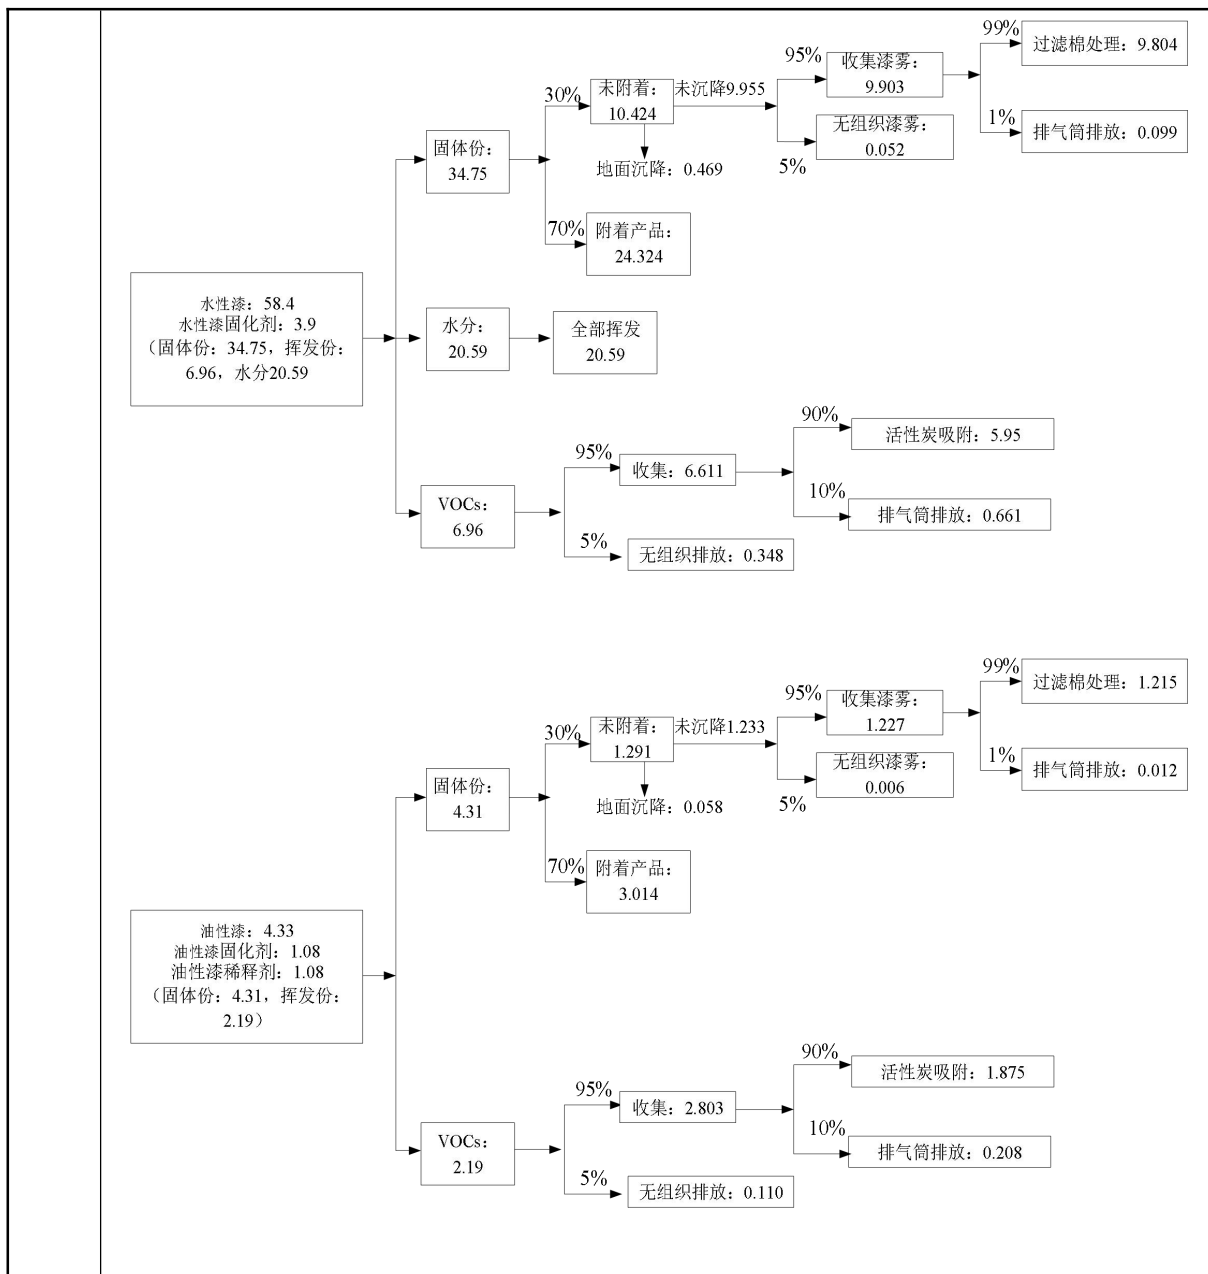 水性漆：58.4
水性漆固化剂：3.9
（固体份：34.75，挥发份：
6.96，水分20.59
固体份：
34.75
30%
未附着：
10.424
未沉降9.955
地面沉降：0.469
95%
收集漆雾：
9.903
99%
过滤棉处理：9.804
1%
排气筒排放：0.099
5%
无组织漆雾：
0.052
70%
附着产品：
24.324
水分：
20.59
全部挥发
20.59
VOCs：
6.96
95%
收集：6.611
90%
活性炭吸附：5.95
10%
排气筒排放：0.661
5%
无组织排放：0.348
油性漆：4.33
油性漆固化剂：1.08
油性漆稀释剂：1.08
（固体份：4.31，挥发份：
2.19）
固体份：
4.31
30%
未附着：
1.291
未沉降1.233
地面沉降：0.058
95%
收集漆雾：
1.227
99%
过滤棉处理：1.215
1%
排气筒排放：0.012
5%
无组织漆雾：
0.006
70%
附着产品：
3.014
VOCs：
2.19
95%
收集：2.803
90%
活性炭吸附：1.875
10%
排气筒排放：0.208
5%
无组织排放：0.110